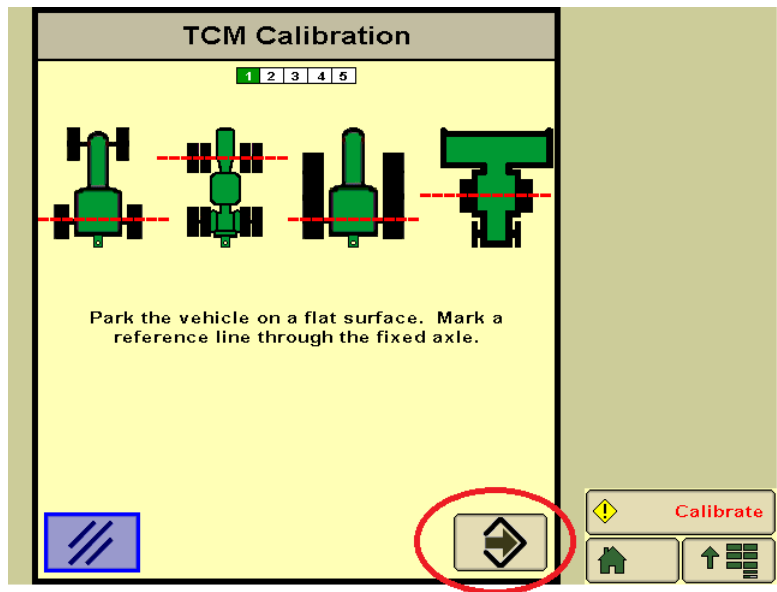 TCM Calibration
1 2 3 4 5
Park the vehicle on a flat surface. Mark a
reference line through the fixed axle.
Calibrate